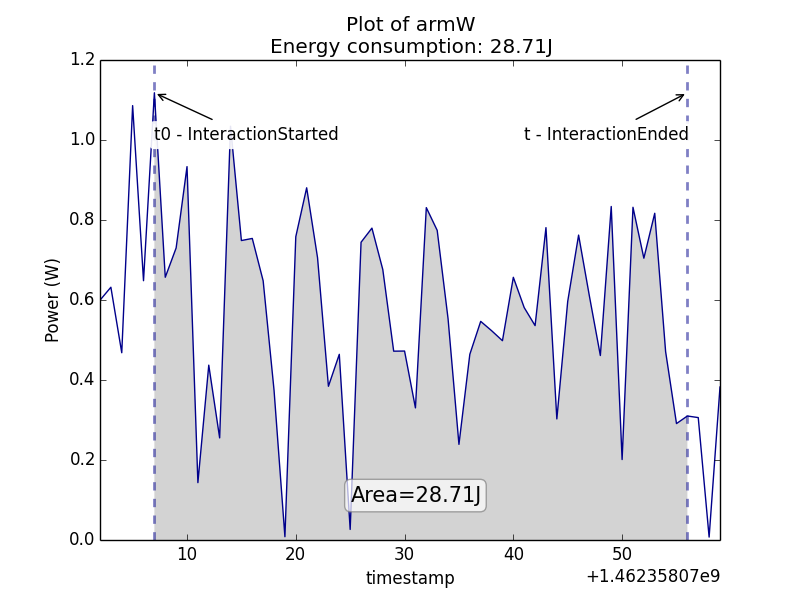 Plot of armW
Energy consumption: 28.71J
1.2
1.0
0.8
0.6
0.4
0.2
0.0
Power (W)
t0 - InteractionStarted
t - InteractionEnded
Area=28.71J
10
20
30
40
50
timestamp
+1.46235807e9